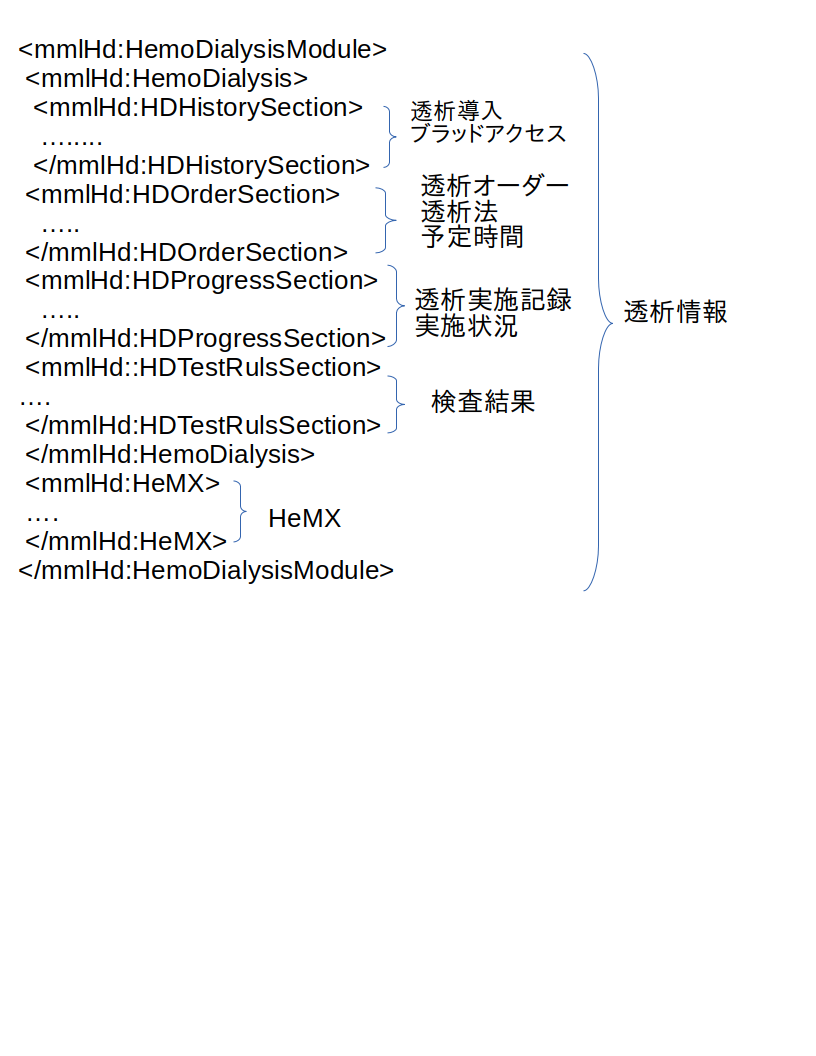 <mmlHd:HemoDialysisModule>
<mmlHd:HemoDialysis>
<mmlHd:HDHistorySection>
........
</mmlHd:HDHistorySection>
透析導入
ブラッドアクセス
<mmlHd:HDOrderSection>
.....
</mmlHd:HDOrderSection>
透析オーダー
透析法
予定時間
<mmlHd:HDProgressSection>
.....
</mmlHd:HDProgressSection>
透析実施記録
実施状況
<mmlHd::HDTestRulsSection>
....
</mmlHd:HDTestRulsSection>
検査結果
</mmlHd:HemoDialysis>
<mmlHd:HeMX>
....
</mmlHd:HeMX>
HeMX
</mmlHd:HemoDialysisModule>
透析情報